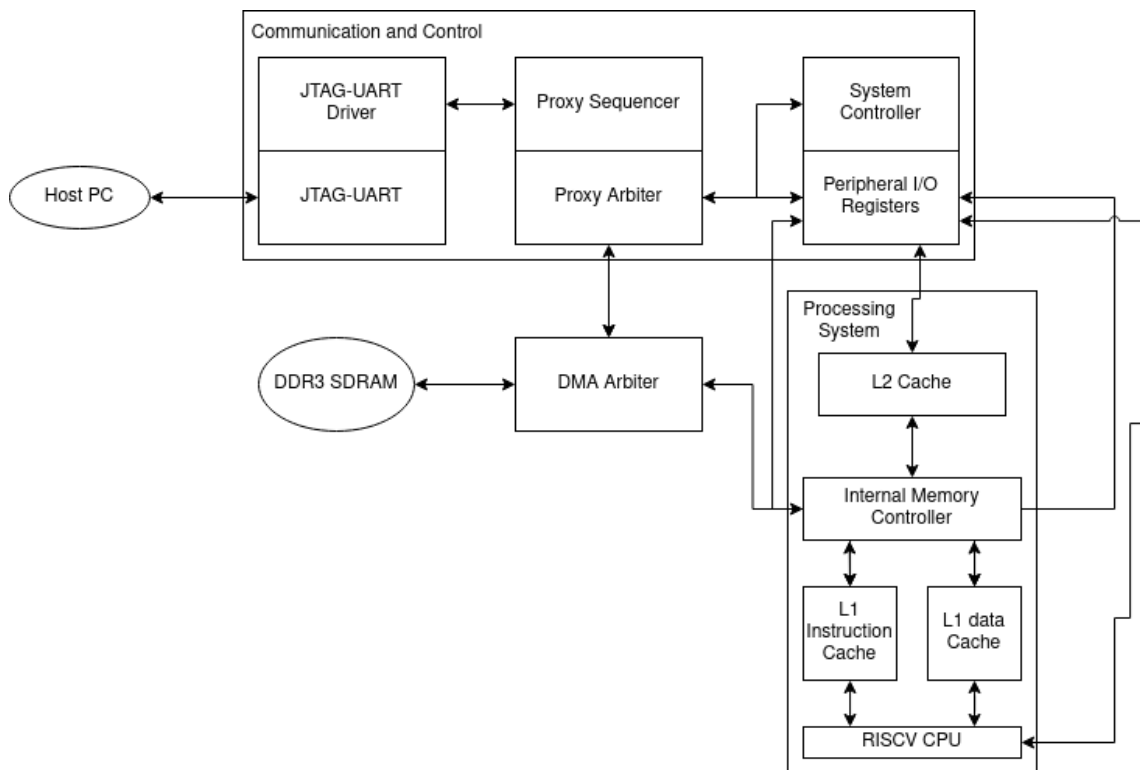 Communication and Control
JTAG-UART
Driver
Proxy Sequencer
System
Controller
Host PC
JTAG-UART
Proxy Arbiter
Peripheral I/O
Registers
Processing
System
DDR3 SDRAM
DMA Arbiter
L2 Cache
Internal Memory
Controller
L1
Instruction
Cache
L1 data
Cache
RISCV CPU